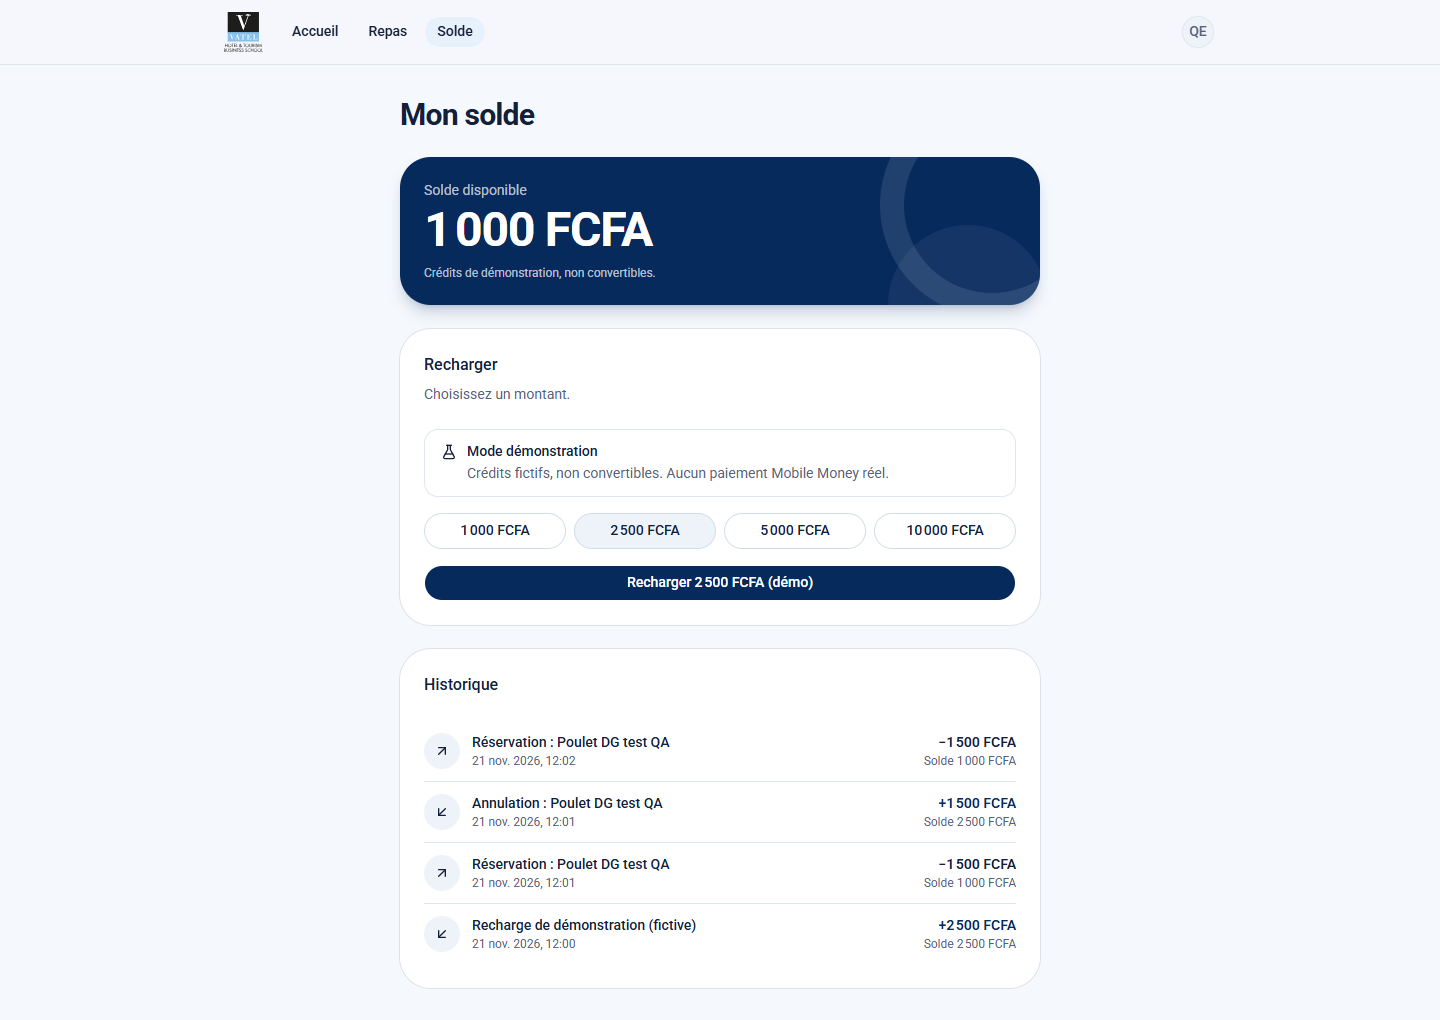 V
VATEL
HOTEL & TOURISM
BUSINESS SCHOOL
Accueil
Repas
Solde
QE
Mon solde
Solde disponible
1 000 FCFA
Crédits de démonstration, non convertibles.
Recharger
Choisissez un montant.
Mode démonstration
Crédits fictifs, non convertibles. Aucun paiement Mobile Money réel.
1 000 FCFA
2 500 FCFA
5 000 FCFA
10 000 FCFA
Recharger 2 500 FCFA (démo)
Historique
Réservation : Poulet DG test QA
−1 500 FCFA
21 nov. 2026, 12:02
Solde 1 000 FCFA
Annulation : Poulet DG test QA
+1 500 FCFA
21 nov. 2026, 12:01
Solde 2 500 FCFA
Réservation : Poulet DG test QA
−1 500 FCFA
21 nov. 2026, 12:01
Solde 1 000 FCFA
Recharge de démonstration (fictive)
+2 500 FCFA
21 nov. 2026, 12:00
Solde 2 500 FCFA